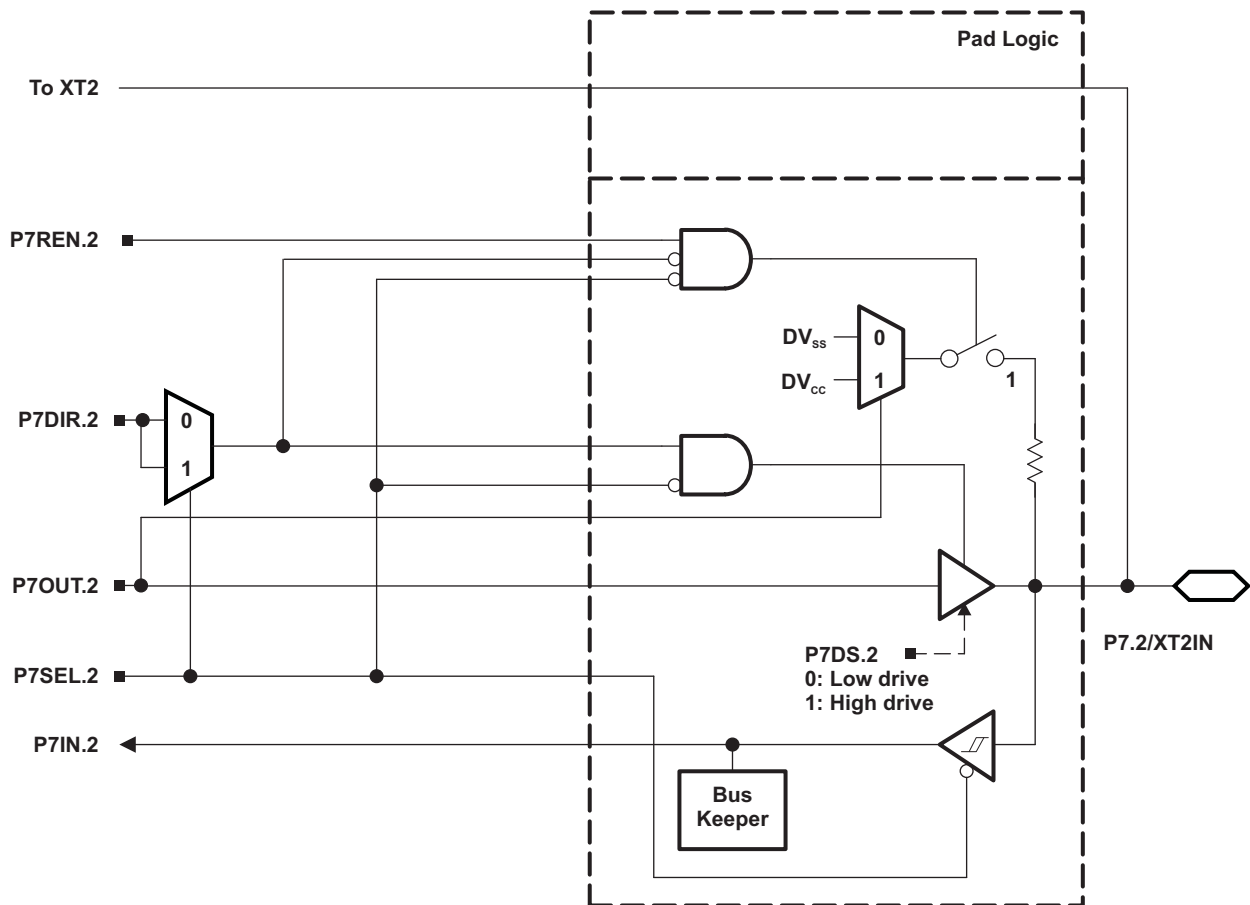 Pad Logic
To XT2
P7REN.2
DVSS
0
DVCC
1
1
P7DIR.2
0
1
P7OUT.2
P7DS.2
0: Low drive
1: High drive
P7.2/XT2IN
P7SEL.2
P7IN.2
Bus
Keeper